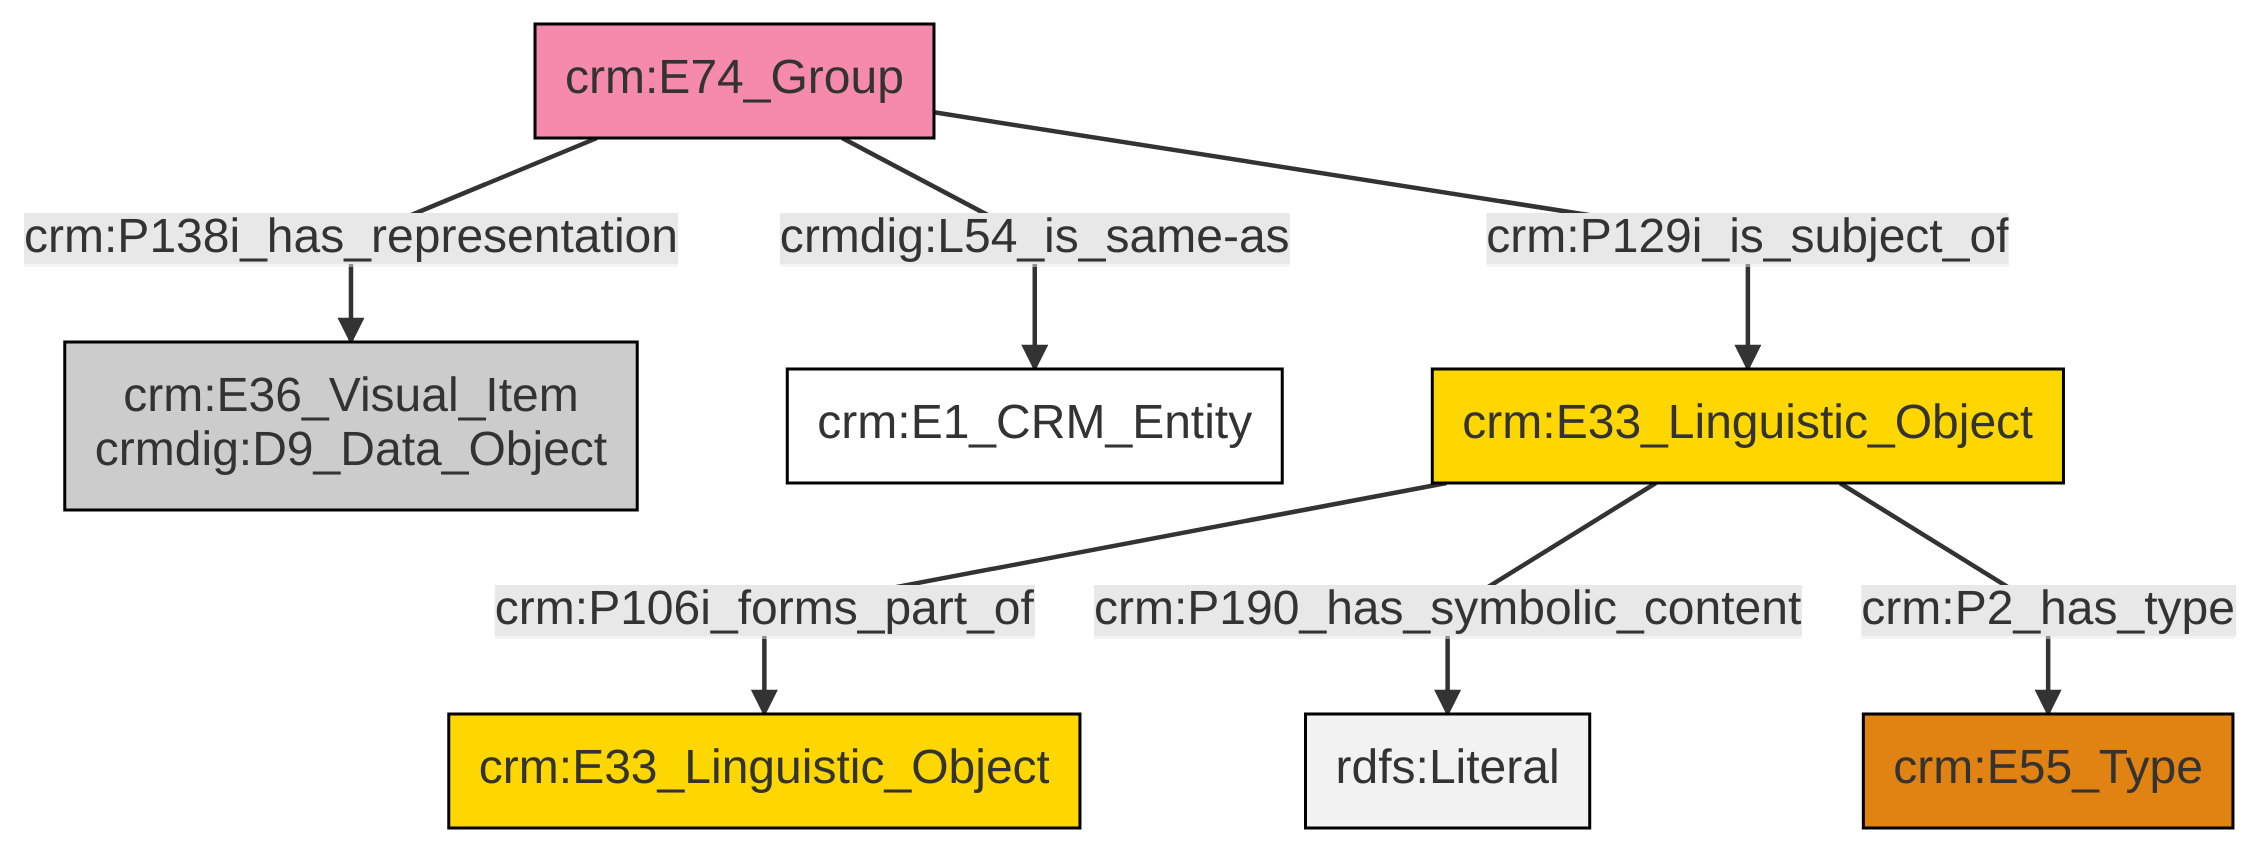 crm:E74_Group
crm:P138i_has_representation
crmdig:L54_is_same-as
crm:P129i_is_subject_of
crm:E36_Visual_Item
crmdig:D9_Data_Object
crm:E1_CRM_Entity
crm:E33_Linguistic_Object
crm:P106i_forms_part_of
crm:P190_has_symbolic_content
crm:P2_has_type
crm:E33_Linguistic_Object
rdfs:Literal
crm:E55_Type